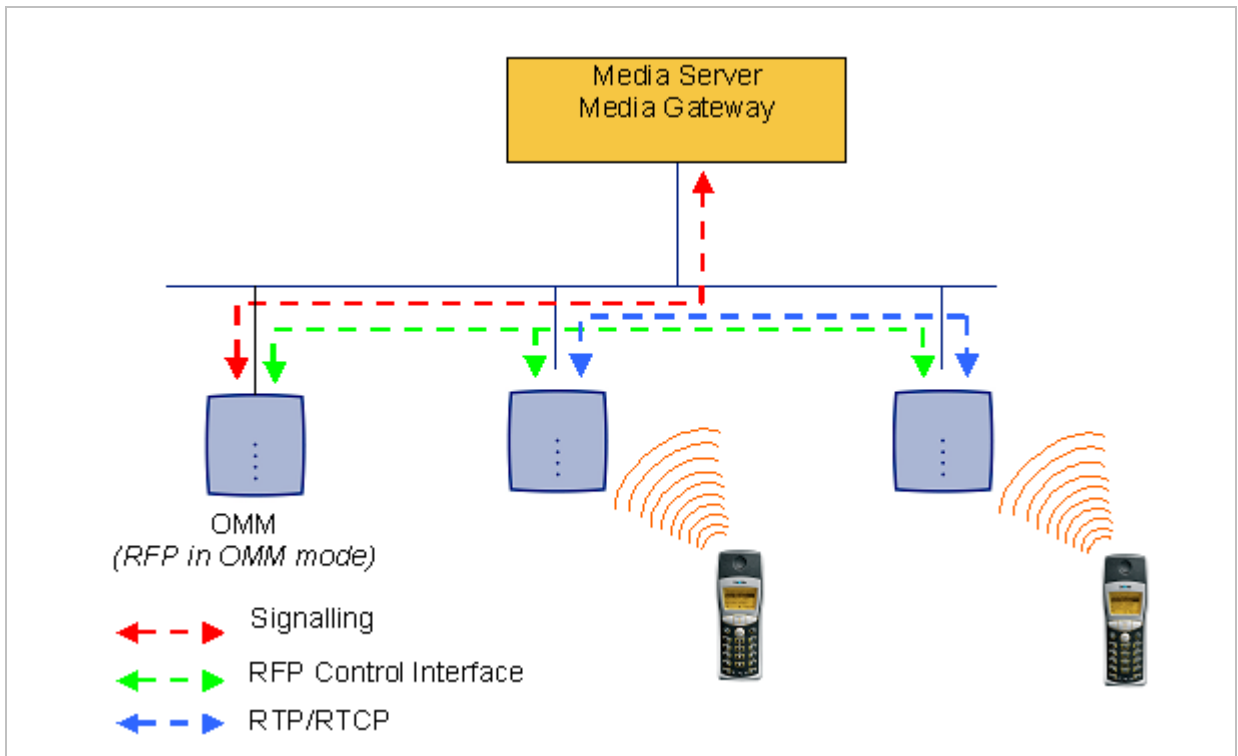 Media Server
Media Gateway
OMM
(RFP in OMM mode)
Signalling
RFP Control Interface
RTP/RTCP